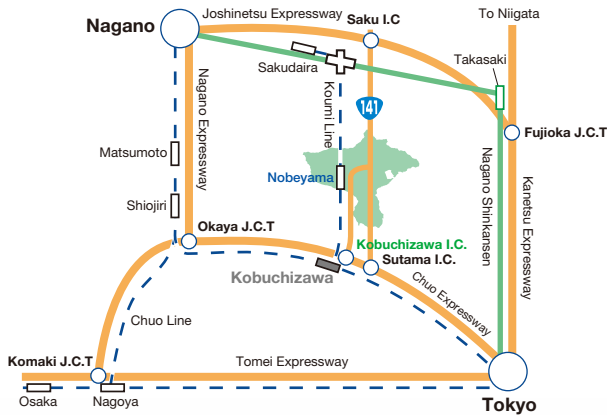 Joshinetsu Expressway
Saku I.C
To Niigata
Nagano
Takasaki
Sakudaira
141
Nagano Expressway
Koumi Line
Fujioka J.C.T
Matsumoto
Nobeyama
Nagano Shinkansen
Kanetsu Expressway
Shiojiri
Okaya J.C.T
Kobuchizawa I.C.
Sutama I.C.
Kobuchizawa
Chuo Expressway
Chuo Line
Komaki J.C.T
Tomei Expressway
Osaka
Nagoya
Tokyo